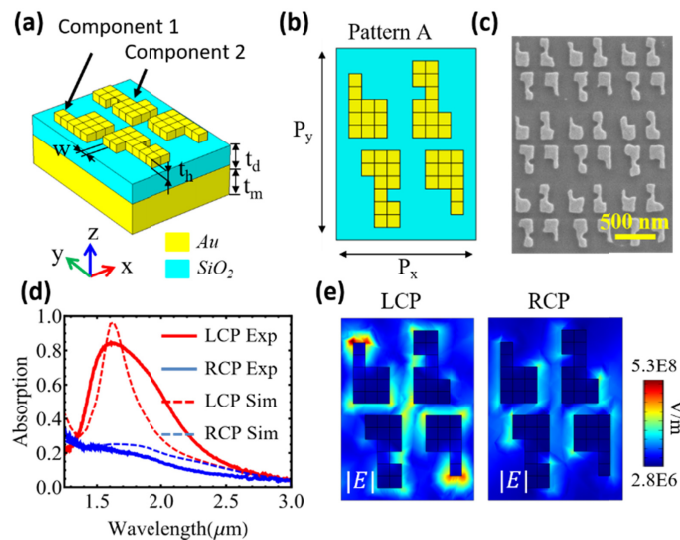 (a)
Component 1
Component 2
w
t_h
t_d
t_m
z
y
x
Au
SiO₂
(b)
Pattern A
P_y
P_x
(c)
500 nm
(d)
1.0
0.8
0.6
0.4
0.2
0.0
Absorption
LCP Exp
RCP Exp
LCP Sim
RCP Sim
1.5
2.0
2.5
3.0
Wavelength(μm)
(e)
LCP
RCP
|E|
|E|
5.3E8
V/m
2.8E6